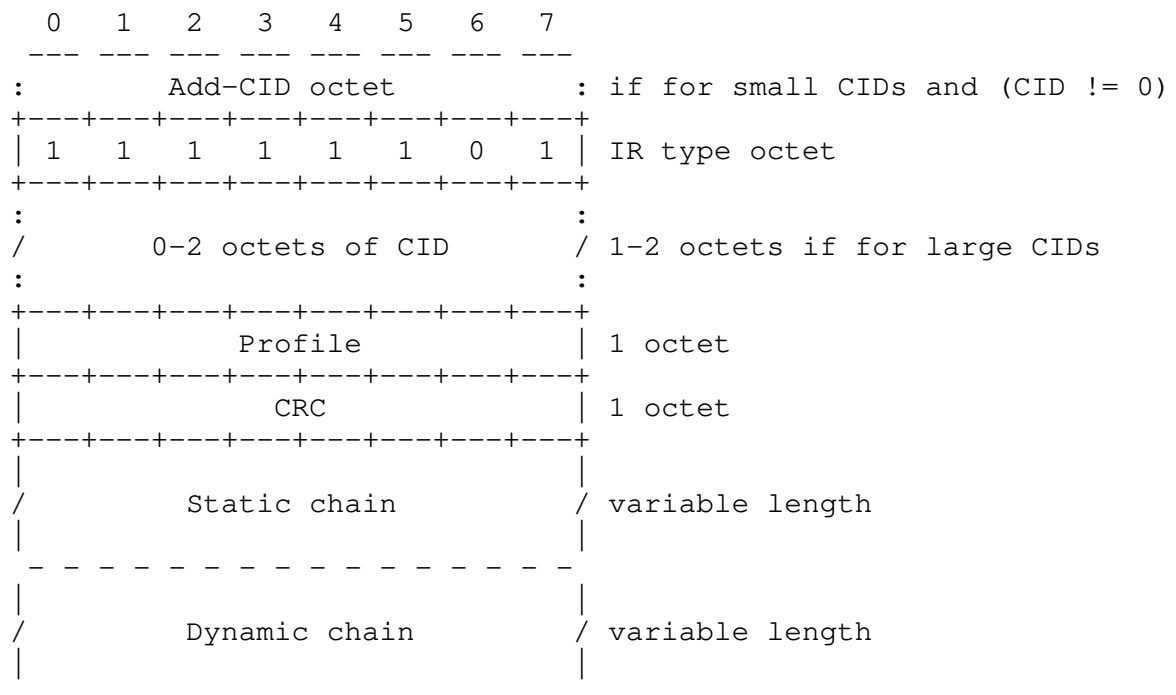 0   1   2   3   4   5   6   7
 --- --- --- --- --- --- --- ---
:         Add-CID octet         : if for small CIDs and (CID != 0)
+---+---+---+---+---+---+---+---+
| 1   1   1   1   1   1   0   1 | IR type octet
+---+---+---+---+---+---+---+---+
:                               :
/       0-2 octets of CID       / 1-2 octets if for large CIDs
:                               :
+---+---+---+---+---+---+---+---+
|            Profile            | 1 octet
+---+---+---+---+---+---+---+---+
|              CRC              | 1 octet
+---+---+---+---+---+---+---+---+
|                               |
/         Static chain          / variable length
|                               |
 - - - - - - - - - - - - - - - -
|                               |
/         Dynamic chain         / variable length
|                               |